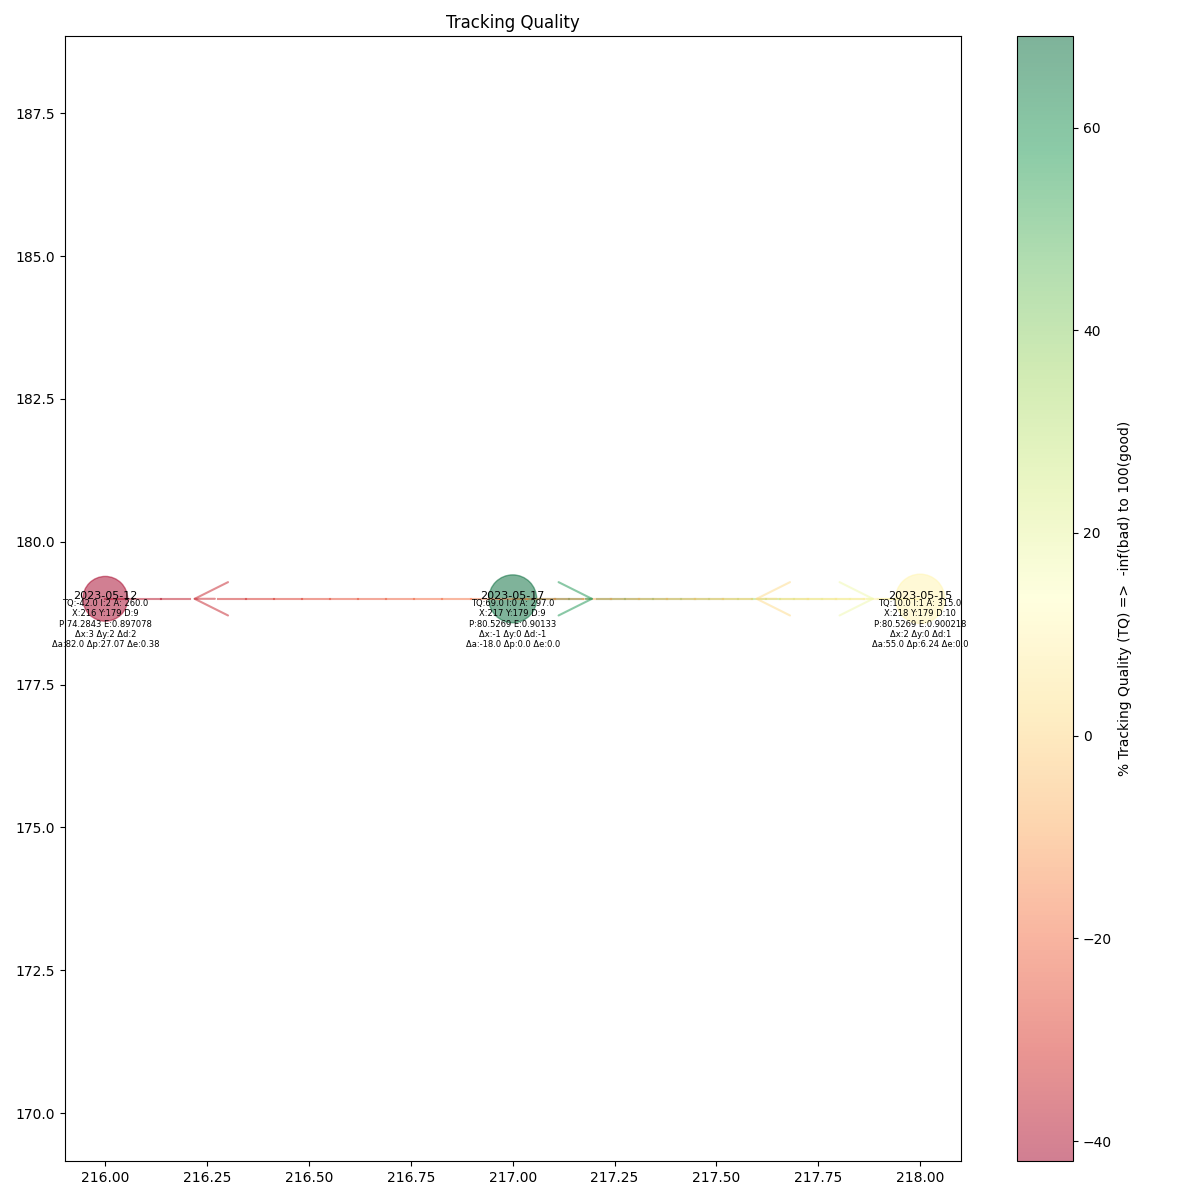 Tracking Quality
187.5
185.0
182.5
180.0
177.5
175.0
172.5
170.0
2023-05-12
TQ:-42.0 I:2 A: 260.0
X:216 Y:179 D:9
P:74.2843 E:0.897078
Δx:3 Δy:2 Δd:2
Δa:82.0 Δp:27.07 Δe:0.38
2023-05-17
TQ:69.0 I:0 A: 297.0
X:217 Y:179 D:9
P:80.5269 E:0.90133
Δx:-1 Δy:0 Δd:-1
Δa:-18.0 Δp:0.0 Δe:0.0
2023-05-15
TQ:10.0 I:1 A: 315.0
X:218 Y:179 D:10
P:80.5269 E:0.900218
Δx:2 Δy:0 Δd:1
Δa:55.0 Δp:6.24 Δe:0.0
216.00 216.25 216.50 216.75 217.00 217.25 217.50 217.75 218.00
60
40
20
0
−20
−40
% Tracking Quality (TQ) => -inf(bad) to 100(good)